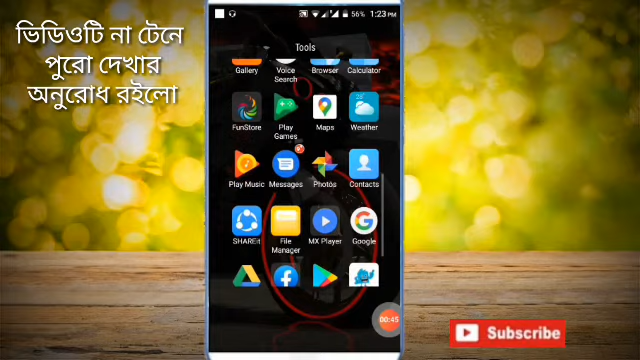 ভিডিওটি না টেনে
পুরো দেখার
অনুরোধ রইলো
56% 1:23 PM
Tools
Gallery Voice Search Browser Calculator
FunStore Play Games Maps Weather
28°
Play Music Messages Photos Contacts
SHAREit File Manager MX Player Google
00:45
Subscribe